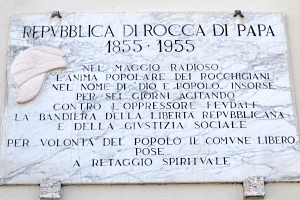 REPVBBLICA DI ROCCA DI PAPA
1855 · 1955
NEL MAGGIO RADIOSO
L'ANIMA POPOLARE DEI ROCCHIGIANI
NEL NOME DI "DIO E POPOLO" INSORSE
PER SEI GIORNI AGITANDO
CONTRO L'OPPRESSORE FEVDALE
LA BANDIERA DELLA LIBERTA REPVBBLICANA
E DELLA GIVSTIZIA SOCIALE
PER VOLONTA DEL POPOLO IL COMVNE LIBERO
POSE
A RETAGGIO SPIRITVALE